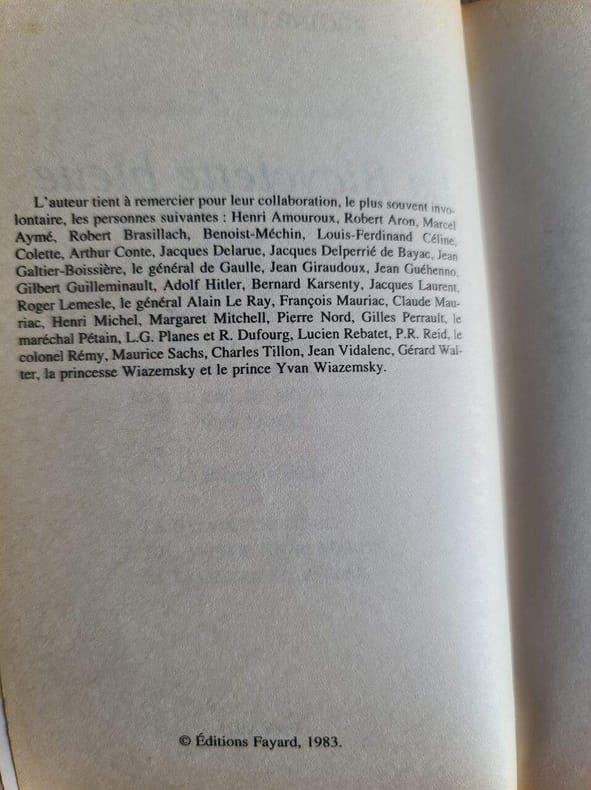 L'auteur tient à remercier pour leur collaboration, le plus souvent invo-
lontaire, les personnes suivantes : Henri Amouroux, Robert Aron, Marcel
Aymé, Robert Brasillach, Benoist-Méchin, Louis-Ferdinand Céline,
Colette, Arthur Conte, Jacques Delarue, Jacques Delperrié de Bayac, Jean
Galtier-Boissière, le général de Gaulle, Jean Giraudoux, Jean Guéhenno,
Gilbert Guilleminault, Adolf Hitler, Bernard Karsenty, Jacques Laurent,
Roger Lemesle, le général Alain Le Ray, François Mauriac, Claude Mau-
riac, Henri Michel, Margaret Mitchell, Pierre Nord, Gilles Perrault, le
maréchal Pétain, L.G. Planes et R. Dufourg, Lucien Rebatet, P.R. Reid, le
colonel Rémy, Maurice Sachs, Charles Tillon, Jean Vidalenc, Gérard Wal-
ter, la princesse Wiazemsky et le prince Yvan Wiazemsky.
© Éditions Fayard, 1983.